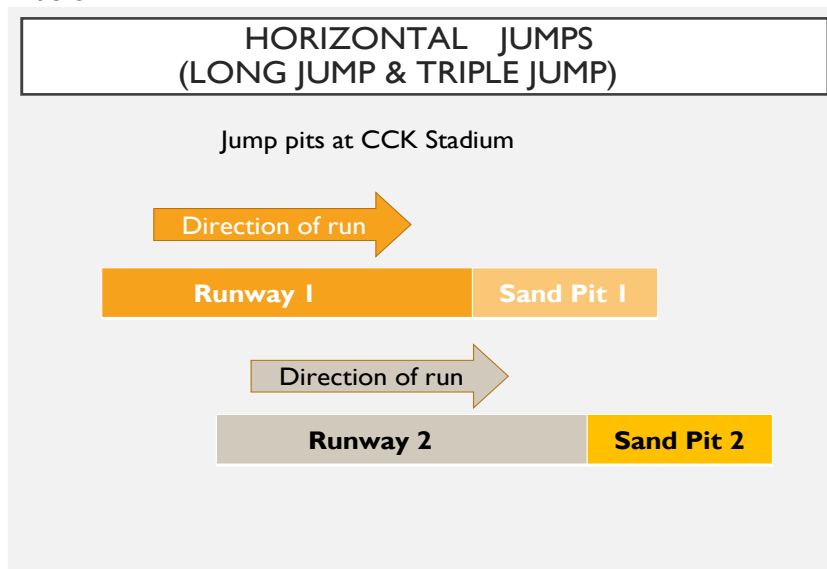 HORIZONTAL JUMPS
(LONG JUMP & TRIPLE JUMP)
Jump pits at CCK Stadium
Direction of run
Runway 1
Sand Pit 1
Direction of run
Runway 2
Sand Pit 2